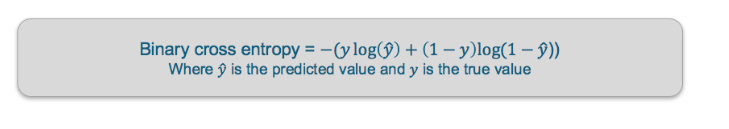 Binary cross entropy = −(y log(ŷ) + (1 − y)log(1 − ŷ))
Where ŷ is the predicted value and y is the true value